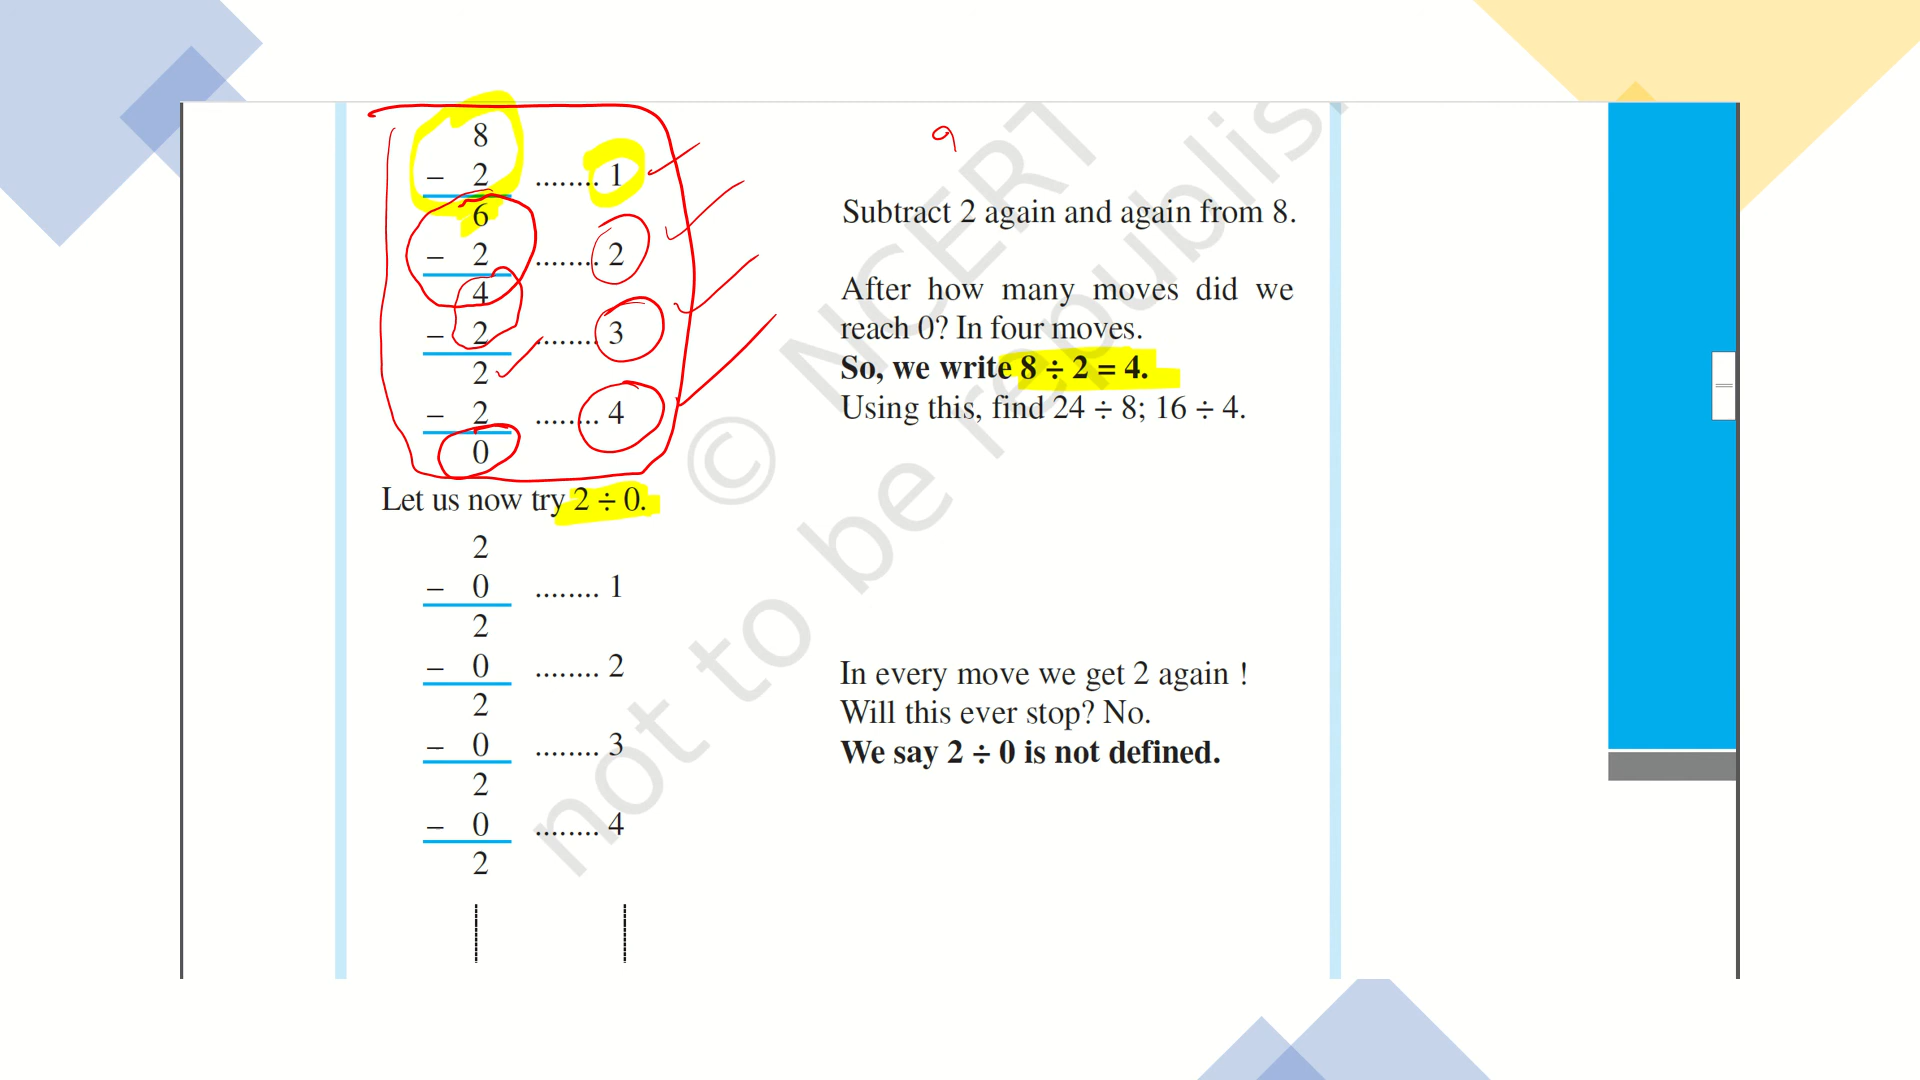 8
– 2 ........ 1
6
– 2 ........ 2
4
– 2 ........ 3
2
– 2 ........ 4
0
9
Subtract 2 again and again from 8.
After how many moves did we
reach 0? In four moves.
So, we write 8 ÷ 2 = 4.
Using this, find 24 ÷ 8; 16 ÷ 4.
Let us now try 2 ÷ 0.
2
– 0 ........ 1
2
– 0 ........ 2
2
– 0 ........ 3
2
– 0 ........ 4
2
In every move we get 2 again !
Will this ever stop? No.
We say 2 ÷ 0 is not defined.
© NCERT
not to be republis